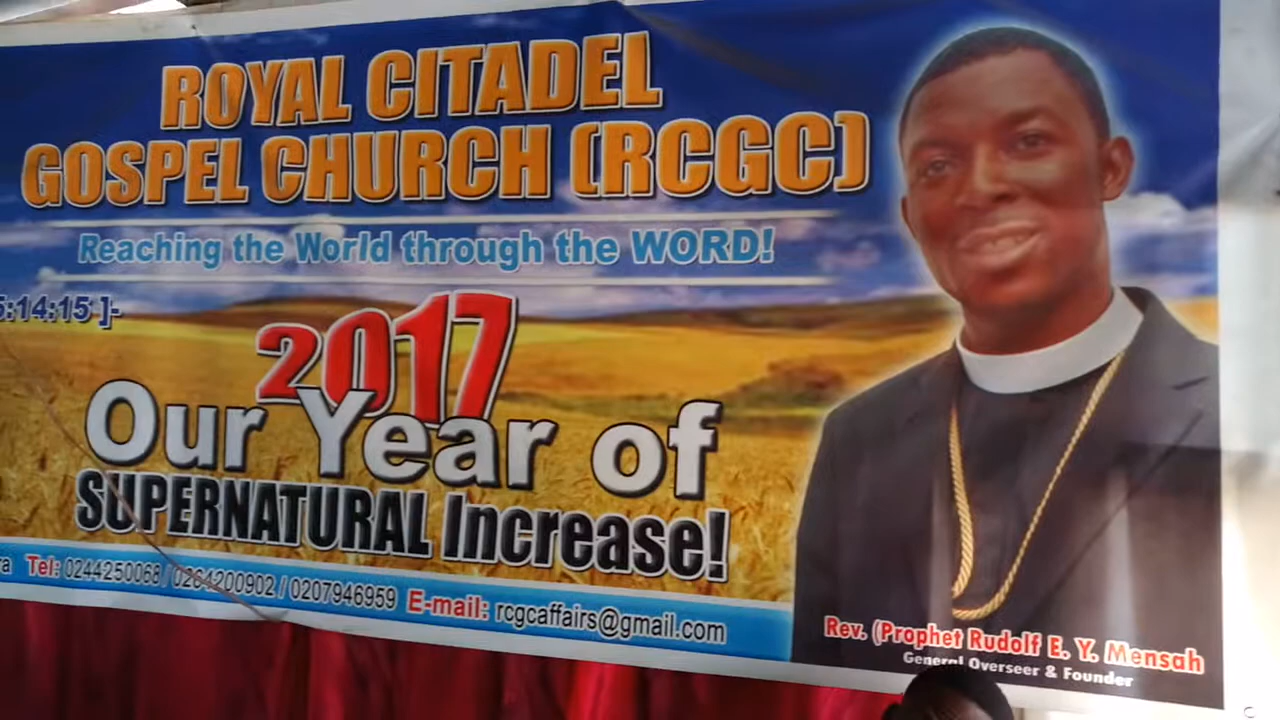 ROYAL CITADEL
GOSPEL CHURCH (RCGC)
Reaching the World through the WORD!
5:14:15 ]-
2017
Our Year of
SUPERNATURAL Increase!
ra Tel: 0244250068 / 0264200902 / 0207946959 E-mail: rcgcaffairs@gmail.com
Rev. (Prophet Rudolf E. Y. Mensah
General Overseer & Founder